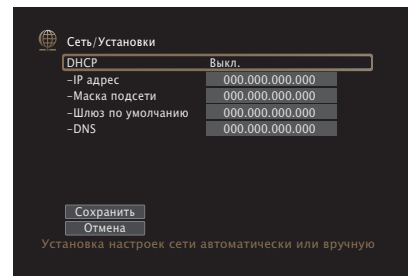 Сеть/Установки
DHCP Выкл.
–IP адрес 000.000.000.000
–Маска подсети 000.000.000.000
–Шлюз по умолчанию 000.000.000.000
–DNS 000.000.000.000
Сохранить
Отмена
Установка настроек сети автоматически или вручную